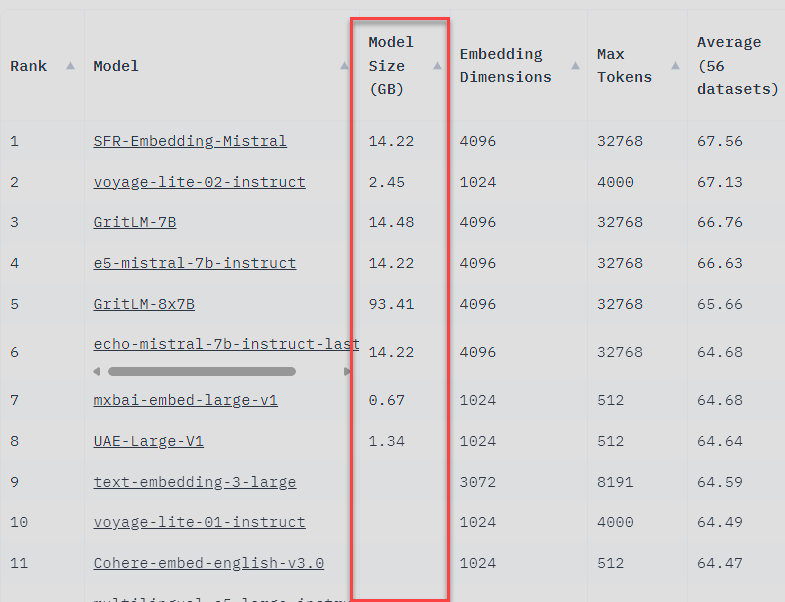 Rank Model Model Size (GB) Embedding Dimensions Max Tokens Average (56 datasets)
1 SFR-Embedding-Mistral 14.22 4096 32768 67.56
2 voyage-lite-02-instruct 2.45 1024 4000 67.13
3 GritLM-7B 14.48 4096 32768 66.76
4 e5-mistral-7b-instruct 14.22 4096 32768 66.63
5 GritLM-8x7B 93.41 4096 32768 65.66
6 echo-mistral-7b-instruct-last 14.22 4096 32768 64.68
7 mxbai-embed-large-v1 0.67 1024 512 64.68
8 UAE-Large-V1 1.34 1024 512 64.64
9 text-embedding-3-large 3072 8191 64.59
10 voyage-lite-01-instruct 1024 4000 64.49
11 Cohere-embed-english-v3.0 1024 512 64.47